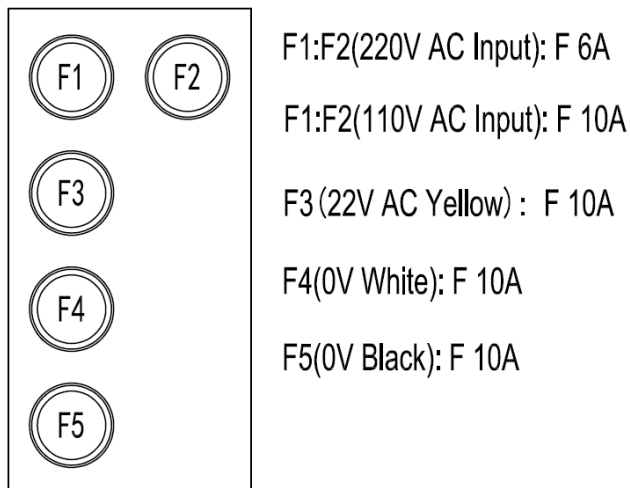 F1 F2
F3
F4
F5
F1:F2(220V AC Input): F 6A
F1:F2(110V AC Input): F 10A
F3(22V AC Yellow): F 10A
F4(0V White): F 10A
F5(0V Black): F 10A